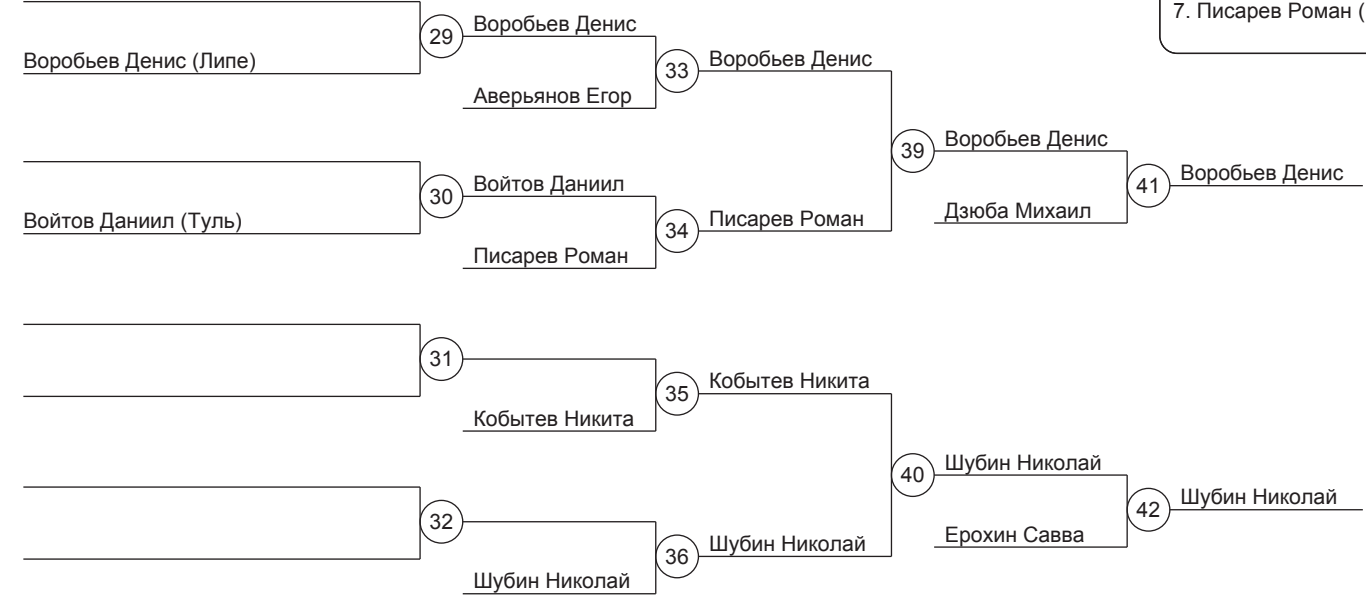 7. Писарев Роман (
29
Воробьев Денис
Воробьев Денис (Липе)
33
Воробьев Денис
Аверьянов Егор
39
Воробьев Денис
30
Войтов Даниил
41
Воробьев Денис
Войтов Даниил (Туль)
34
Писарев Роман
Дзюба Михаил
Писарев Роман
31
35
Кобытев Никита
Кобытев Никита
40
Шубин Николай
32
42
Шубин Николай
36
Шубин Николай
Ерохин Савва
Шубин Николай